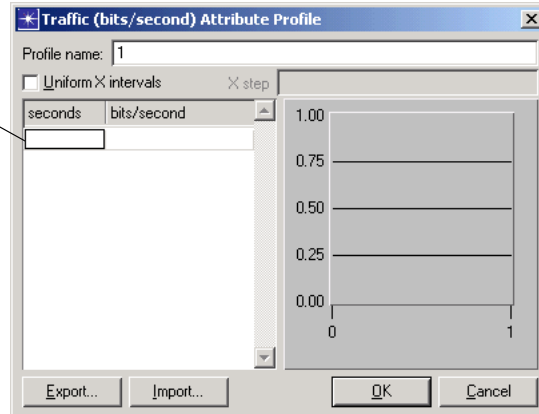 Traffic (bits/second) Attribute Profile
Profile name: 1
Uniform X intervals X step
seconds bits/second
1.00
0.75
0.50
0.25
0.00
0 1
Export... Import... OK Cancel